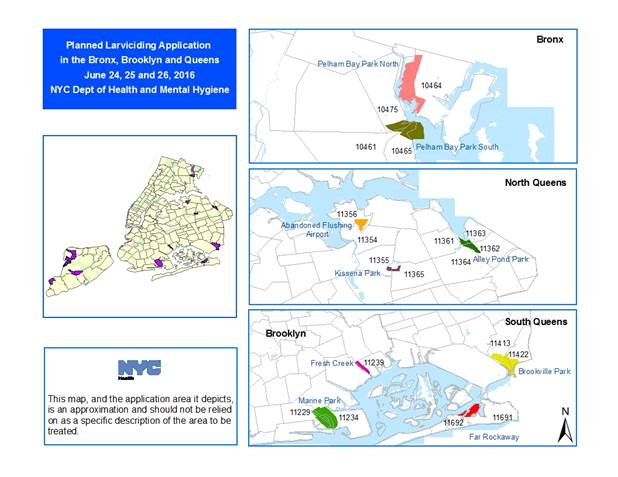 Planned Larviciding Application
in the Bronx, Brooklyn and Queens
June 24, 25 and 26, 2016
NYC Dept of Health and Mental Hygiene
Bronx
Pelham Bay Park North
10464
10475
10461
10465
Pelham Bay Park South
North Queens
11356
Abandoned Flushing
Airport
11354
11363
11361
11362
11364
Alley Pond Park
11355
Kissena Park
11365
South Queens
Brooklyn
11413
11422
Fresh Creek
11239
Brookville Park
Marine Park
11229
11234
11691
11692
Far Rockaway
N
NYC
Health
This map, and the application area it depicts,
is an approximation and should not be relied
on as a specific description of the area to be
treated.